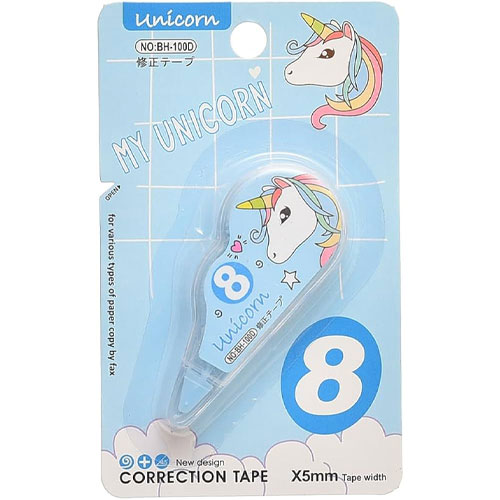 unicorn
NO:BH-100D
修正テープ
MY UNICORN
OPEN
for various types of paper copy by fax
8
unicorn
NO:BH-100D
修正テープ
8
New design
CORRECTION TAPE
X5mm Tape width